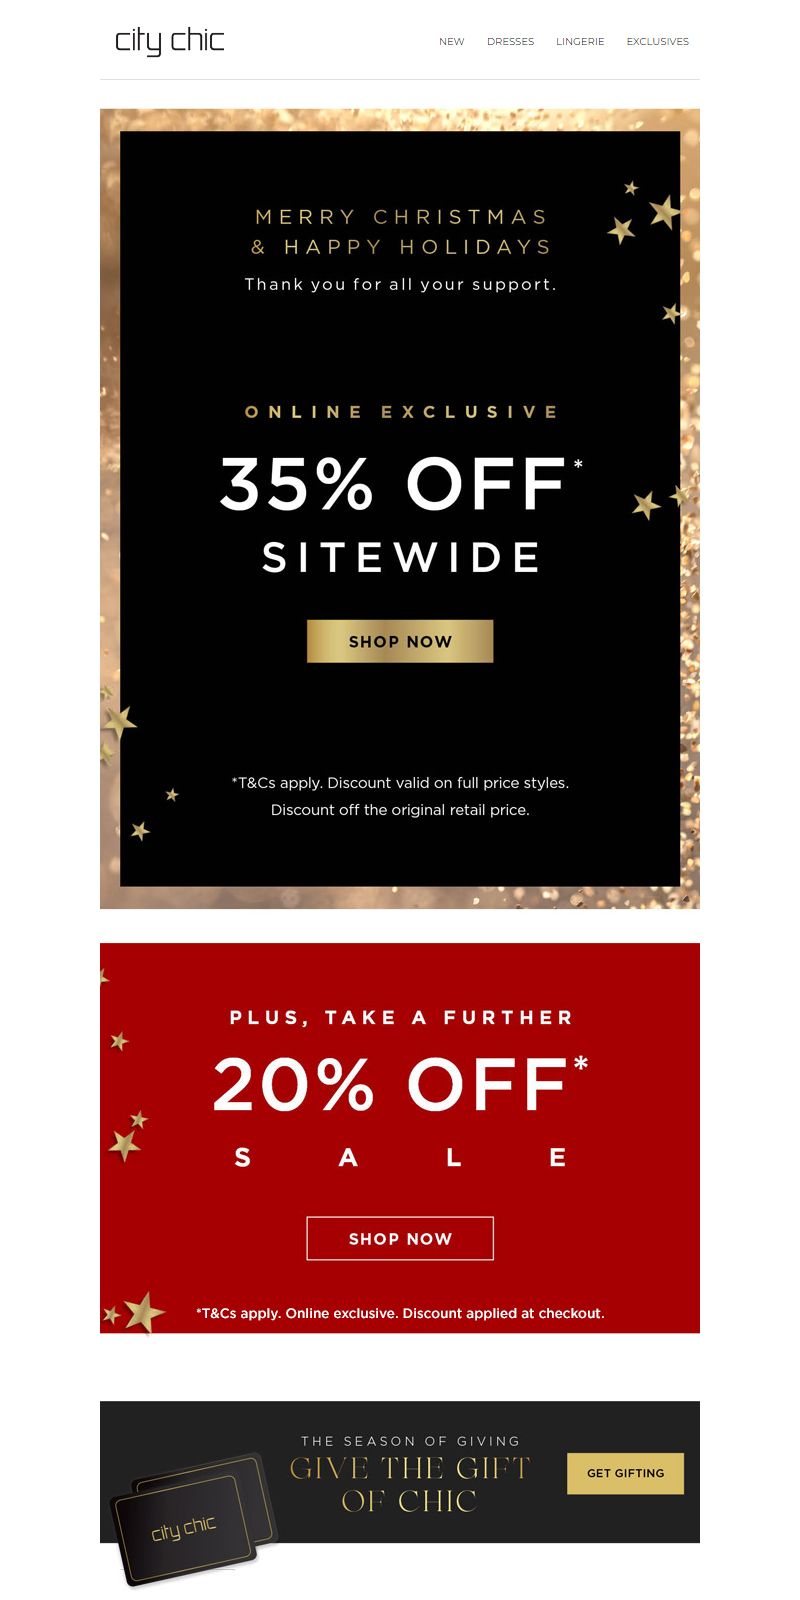 city chic
NEW DRESSES LINGERIE EXCLUSIVES
MERRY CHRISTMAS
& HAPPY HOLIDAYS
Thank you for all your support.
ONLINE EXCLUSIVE
35% OFF*
SITEWIDE
SHOP NOW
*T&Cs apply. Discount valid on full price styles.
Discount off the original retail price.
PLUS, TAKE A FURTHER
20% OFF*
SALE
SHOP NOW
*T&Cs apply. Online exclusive. Discount applied at checkout.
THE SEASON OF GIVING
GIVE THE GIFT
OF CHIC
GET GIFTING
city chic